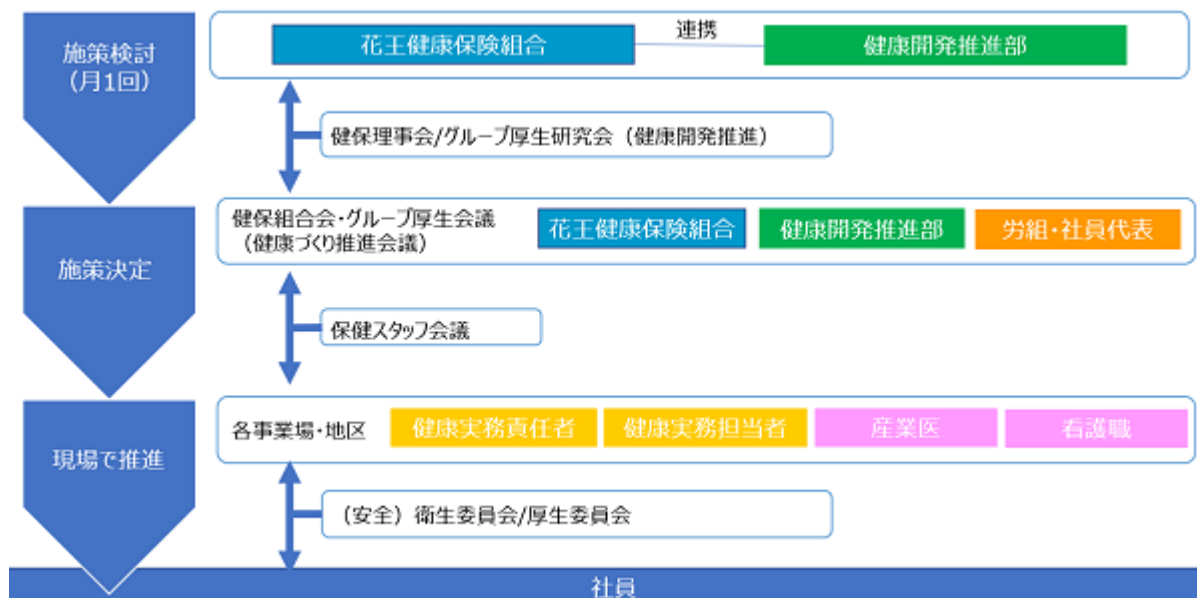 施策検討
(月1回)
花王健康保険組合
連携
健康開発推進部
健保理事会/グループ厚生研究会(健康開発推進)
施策決定
健保組合会・グループ厚生会議
(健康づくり推進会議)
花王健康保険組合
健康開発推進部
労組・社員代表
保健スタッフ会議
現場で推進
各事業場・地区
健康実務責任者
健康実務担当者
産業医
看護職
(安全)衛生委員会/厚生委員会
社員